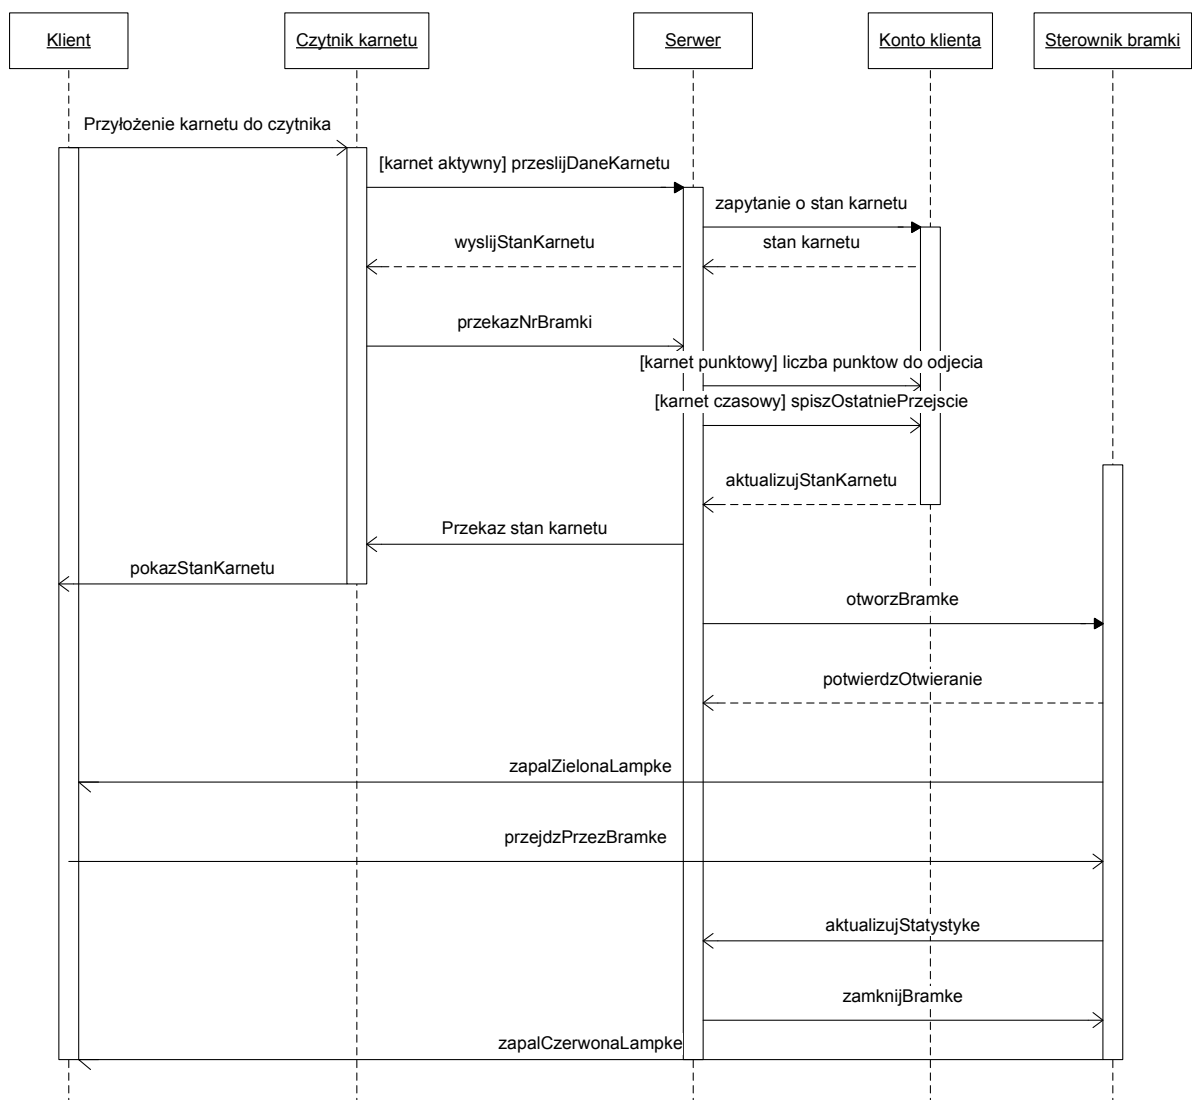 Klient
Czytnik karnetu
Serwer
Konto klienta
Sterownik bramki
Przyłożenie karnetu do czytnika
[karnet aktywny] przeslijDaneKarnetu
zapytanie o stan karnetu
wyslijStanKarnetu
stan karnetu
przekazNrBramki
[karnet punktowy] liczba punktow do odjecia
[karnet czasowy] spiszOstatniePrzejscie
aktualizujStanKarnetu
Przekaz stan karnetu
pokazStanKarnetu
otworzBramke
potwierdzOtwieranie
zapalZielonaLampke
przejdzPrzezBramke
aktualizujStatystyke
zamknijBramke
zapalCzerwonaLampke